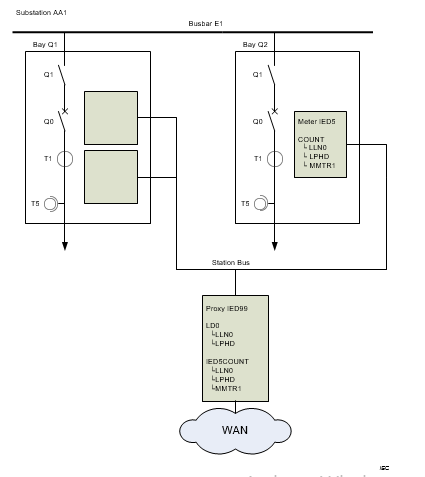 Substation AA1
Busbar E1
Bay Q1
Bay Q2
Q1
Q0
T1
T5
Q1
Q0
T1
T5
Meter IED5
COUNT
LLN0
LPHD
MMTR1
Station Bus
Proxy IED99
LD0
LLN0
LPHD
IED5COUNT
LLN0
LPHD
MMTR1
WAN
IEC